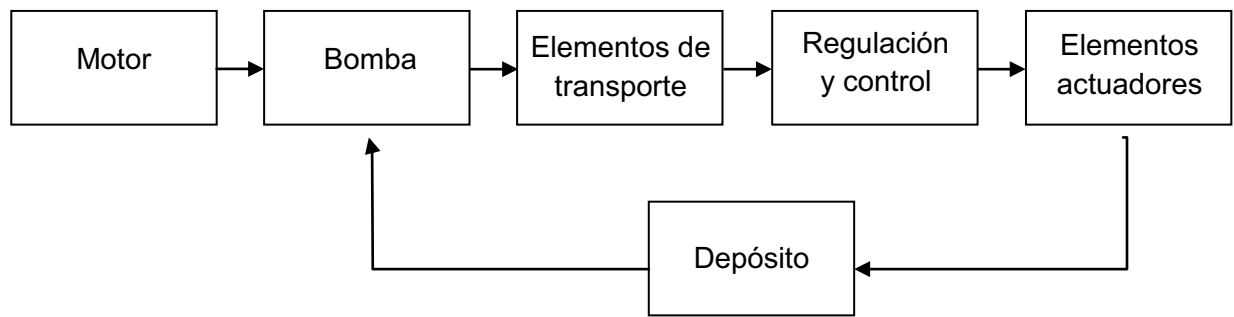 Motor
Bomba
Elementos de
transporte
Regulación
y control
Elementos
actuadores
Depósito